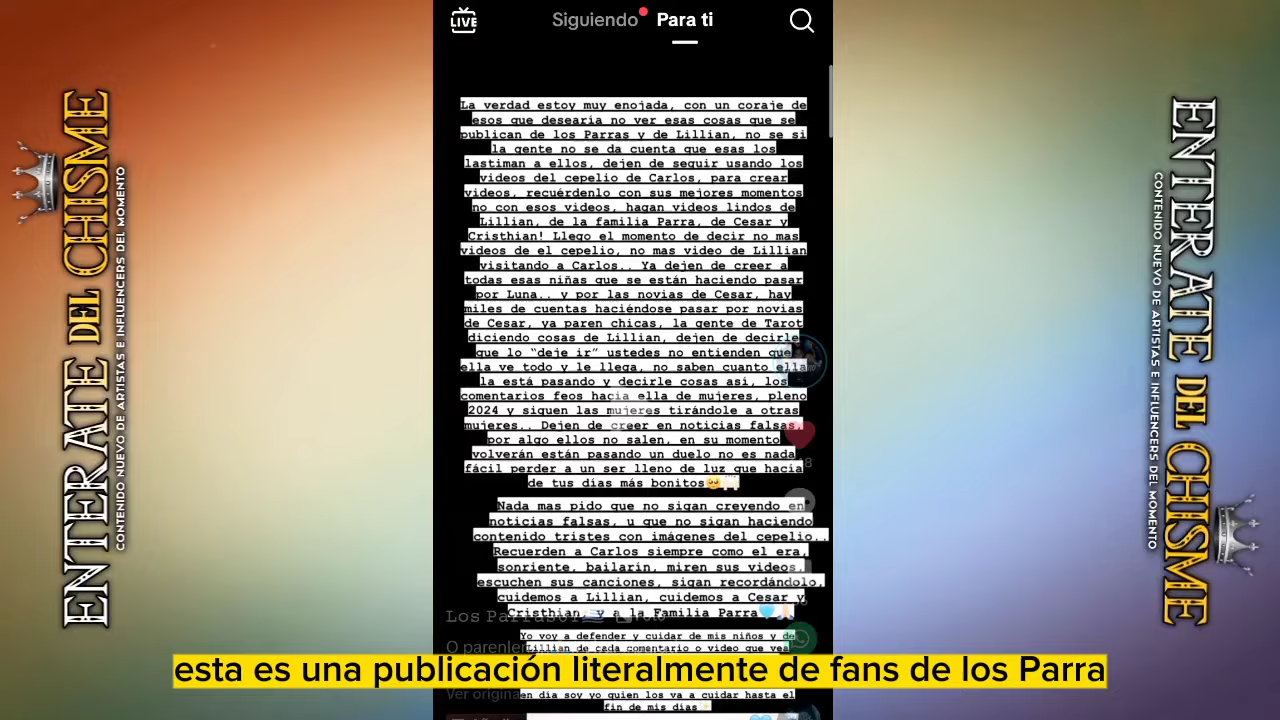 LIVE
Siguiendo
Para ti
La verdad estoy muy enojada, con un coraje de
esos que desearia no ver esas cosas que se
publican de los Parras y de Lillian, no se si
la gente no se da cuenta que esas los
lastiman a ellos, dejen de seguir usando los
videos del cepelio de Carlos, para crear
videos, recuérdenlo con sus mejores momentos
no con esos videos, hagan videos lindos de
Lillian, de la familia Parra, de Cesar y
Cristhian! Llego el momento de decir no mas
videos de el cepelio, no mas video de Lillian
visitando a Carlos.. Ya dejen de creer a
todas esas niñas que se están haciendo pasar
por Luna.. y por las novias de Cesar, hay
miles de cuentas haciéndose pasar por novias
de Cesar, ya paren chicas, la gente de Tarot
diciendo cosas de Lillian, dejen de decirle
que lo “deje ir” ustedes no entienden que
ella ve todo y le llega, no saben cuanto ella
la está pasando y decirle cosas así, los
comentarios feos hacia ella de mujeres, pleno
2024 y siguen las mujeres tirándole a otras
mujeres.. Dejen de creer en noticias falsas,
por algo ellos no salen, en su momento
volverán están pasando un duelo no es nada
fácil perder a un ser lleno de luz que hacia
de tus días más bonitos🥺
Nada mas pido que no sigan creyendo en
noticias falsas, u que no sigan haciendo
contenido tristes con imágenes del cepelio..
Recuerden a Carlos siempre como el era,
sonriente, bailarín, miren sus videos,
escuchen sus canciones, sigan recordándolo,
cuidemos a Lillian, cuidemos a Cesar y
Cristhian, y a la Familia Parra🩵
Yo voy a defender y cuidar de mis niños y de
Lillian de cada comentario o video que vea
esta es una publicación literalmente de fans de los Parra
Ver origina
en día soy yo quien los va a cuidar hasta el
fin de mis días
ENTERATE DEL CHISME
CONTENIDO NUEVO DE ARTISTAS E INFLUENCERS DEL MOMENTO
ENTERATE DEL CHISME
CONTENIDO NUEVO DE ARTISTAS E INFLUENCERS DEL MOMENTO